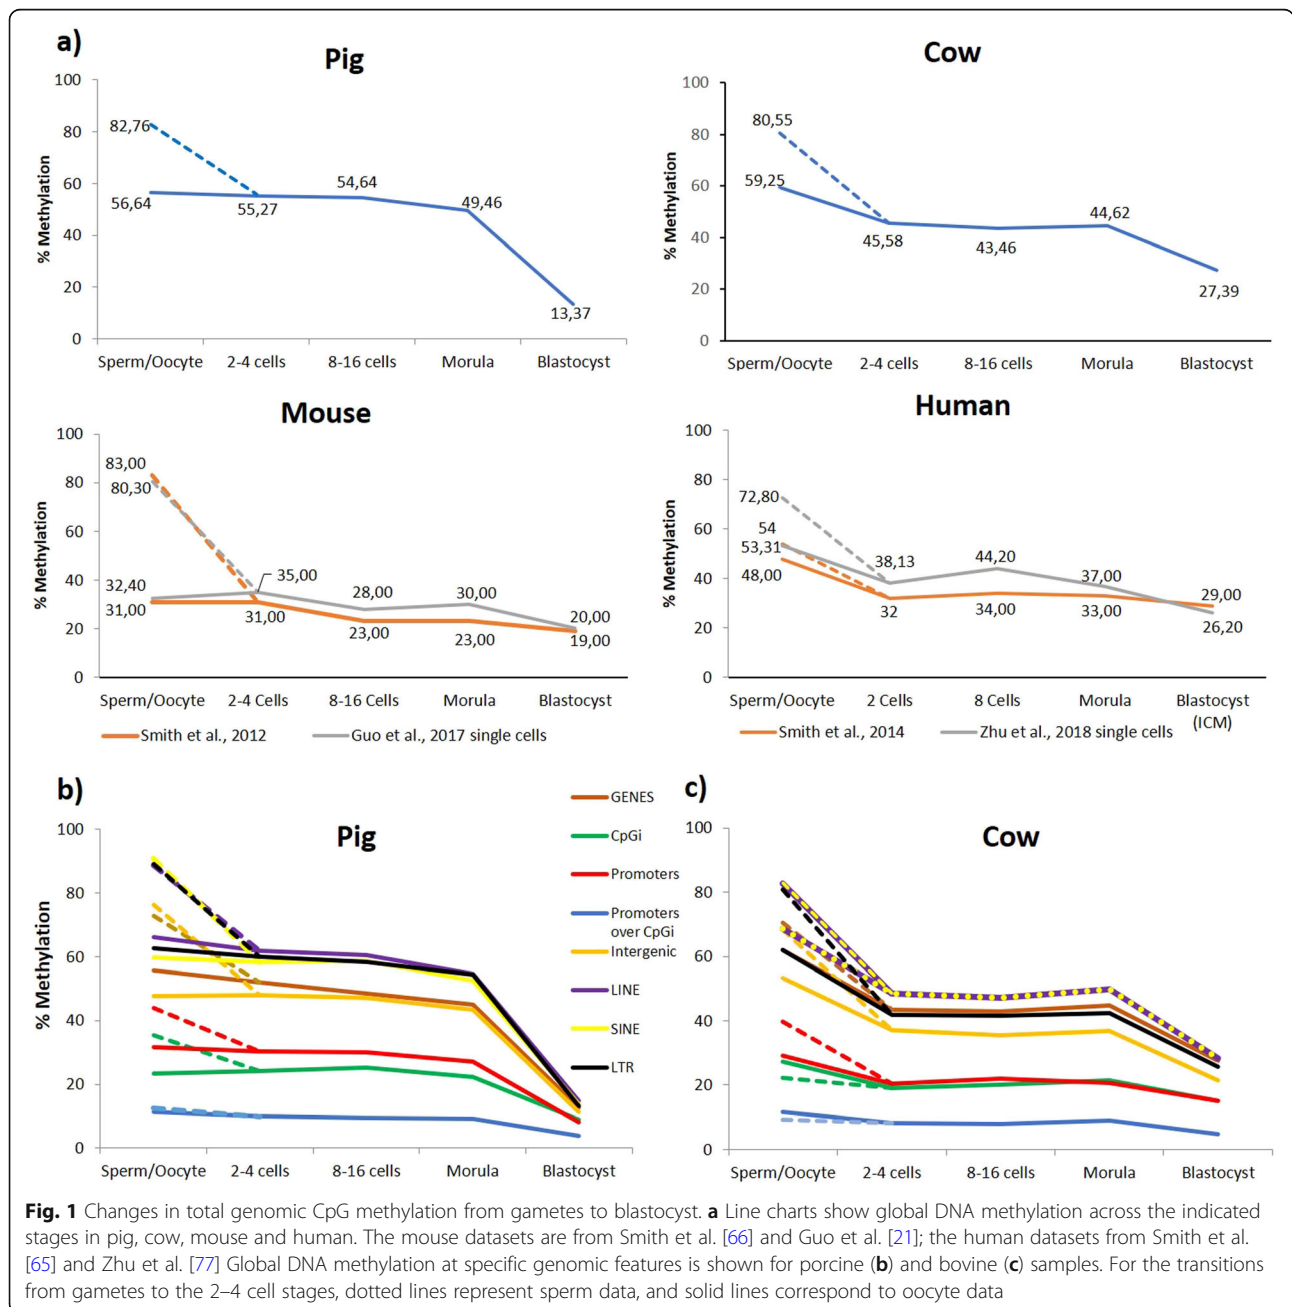 a)
Pig
% Methylation
100
80
60
40
20
0
82,76
56,64
55,27
54,64
49,46
13,37
Sperm/Oocyte 2-4 cells 8-16 cells Morula Blastocyst
Cow
% Methylation
100
80
60
40
20
0
80,55
59,25
45,58
43,46
44,62
27,39
Sperm/Oocyte 2-4 cells 8-16 cells Morula Blastocyst
Mouse
% Methylation
100
80
60
40
20
0
83,00
80,30
32,40
31,00
35,00
31,00
28,00
23,00
30,00
23,00
20,00
19,00
Sperm/Oocyte 2-4 Cells 8-16 Cells Morula Blastocyst
Smith et al., 2012 Guo et al., 2017 single cells
Human
% Methylation
100
80
60
40
20
0
72,80
54
53,31
48,00
38,13
32
44,20
34,00
37,00
33,00
29,00
26,20
Sperm/Oocyte 2 Cells 8 Cells Morula Blastocyst
(ICM)
Smith et al., 2014 Zhu et al., 2018 single cells
b)
Pig
% Methylation
100
80
60
40
20
0
Sperm/Oocyte 2-4 cells 8-16 cells Morula Blastocyst
GENES
CpGi
Promoters
Promoters
over CpGi
Intergenic
LINE
SINE
LTR
c)
Cow
% Methylation
100
80
60
40
20
0
Sperm/Oocyte 2-4 cells 8-16 cells Morula Blastocyst
Fig. 1 Changes in total genomic CpG methylation from gametes to blastocyst. a Line charts show global DNA methylation across the indicated
stages in pig, cow, mouse and human. The mouse datasets are from Smith et al. [66] and Guo et al. [21]; the human datasets from Smith et al.
[65] and Zhu et al. [77] Global DNA methylation at specific genomic features is shown for porcine (b) and bovine (c) samples. For the transitions
from gametes to the 2–4 cell stages, dotted lines represent sperm data, and solid lines correspond to oocyte data